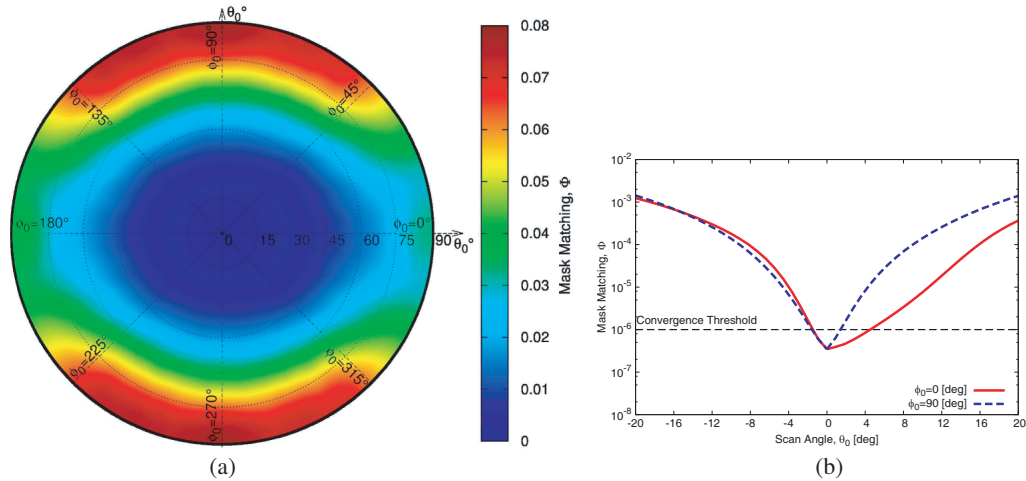 θ₀°
ϕ₀=90°
ϕ₀=45°
ϕ₀=135°
ϕ₀=180°
ϕ₀=0°
0 15 30 45 60 75 90
θ₀°
ϕ₀=225°
ϕ₀=315°
ϕ₀=270°
0.08
0.07
0.06
0.05
0.04
0.03
0.02
0.01
0
Mask Matching, Φ
(a)
10⁻²
10⁻³
10⁻⁴
10⁻⁵
10⁻⁶
10⁻⁷
10⁻⁸
Mask Matching, Φ
Convergence Threshold
ϕ₀=0 [deg]
ϕ₀=90 [deg]
-20 -16 -12 -8 -4 0 4 8 12 16 20
Scan Angle, θ₀ [deg]
(b)